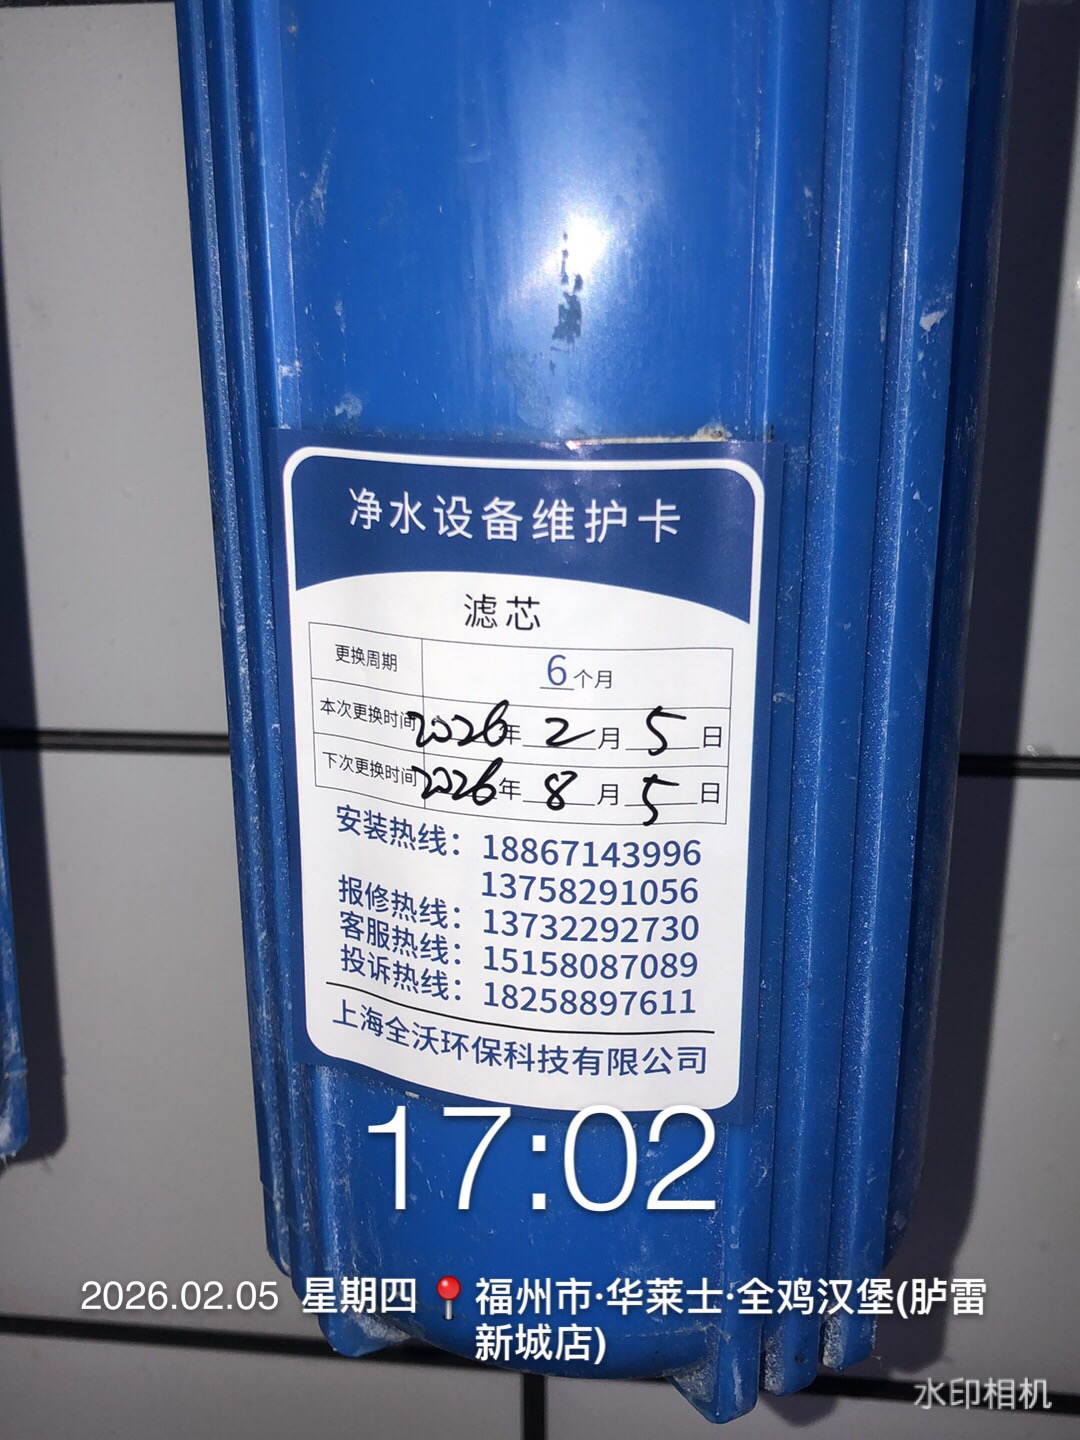 净水设备维护卡
滤芯
更换周期 6个月
本次更换时间 2026年2月5日
下次更换时间 2026年8月5日
安装热线：18867143996
13758291056
报修热线：13732292730
客服热线：15158087089
投诉热线：18258897611
上海全沃环保科技有限公司
17:02
2026.02.05 星期四 福州市·华莱士·全鸡汉堡(胪雷
新城店)
水印相机